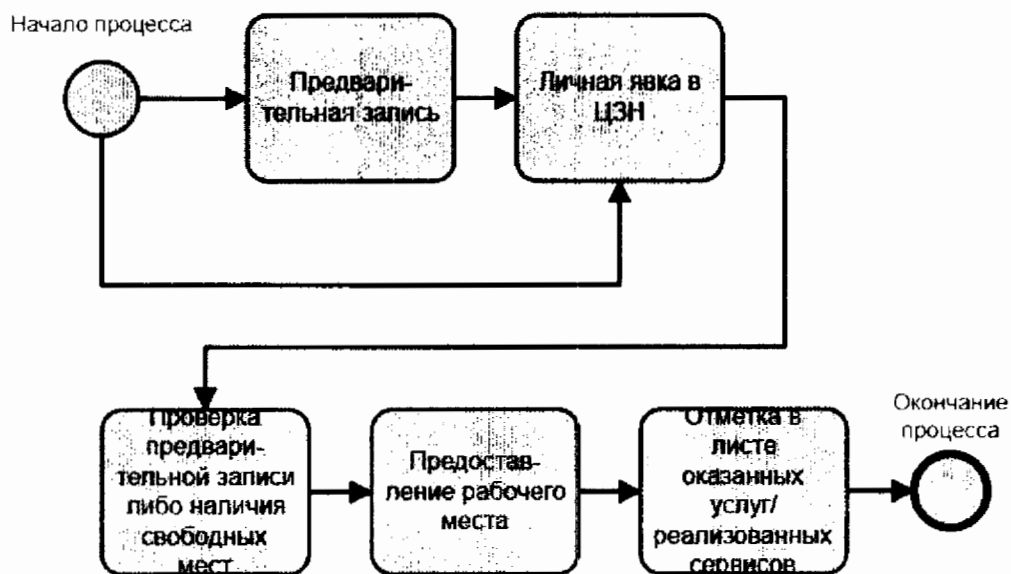 Начало процесса
Предвари-
тельная запись
Личная явка в
ЦЗН
Проверка
предвари-
тельной записи
либо наличия
свободных
мест
Предостав-
ление рабочего
места
Отметка в
листе
оказанных
услуг/
реализованных
сервисов
Окончание
процесса